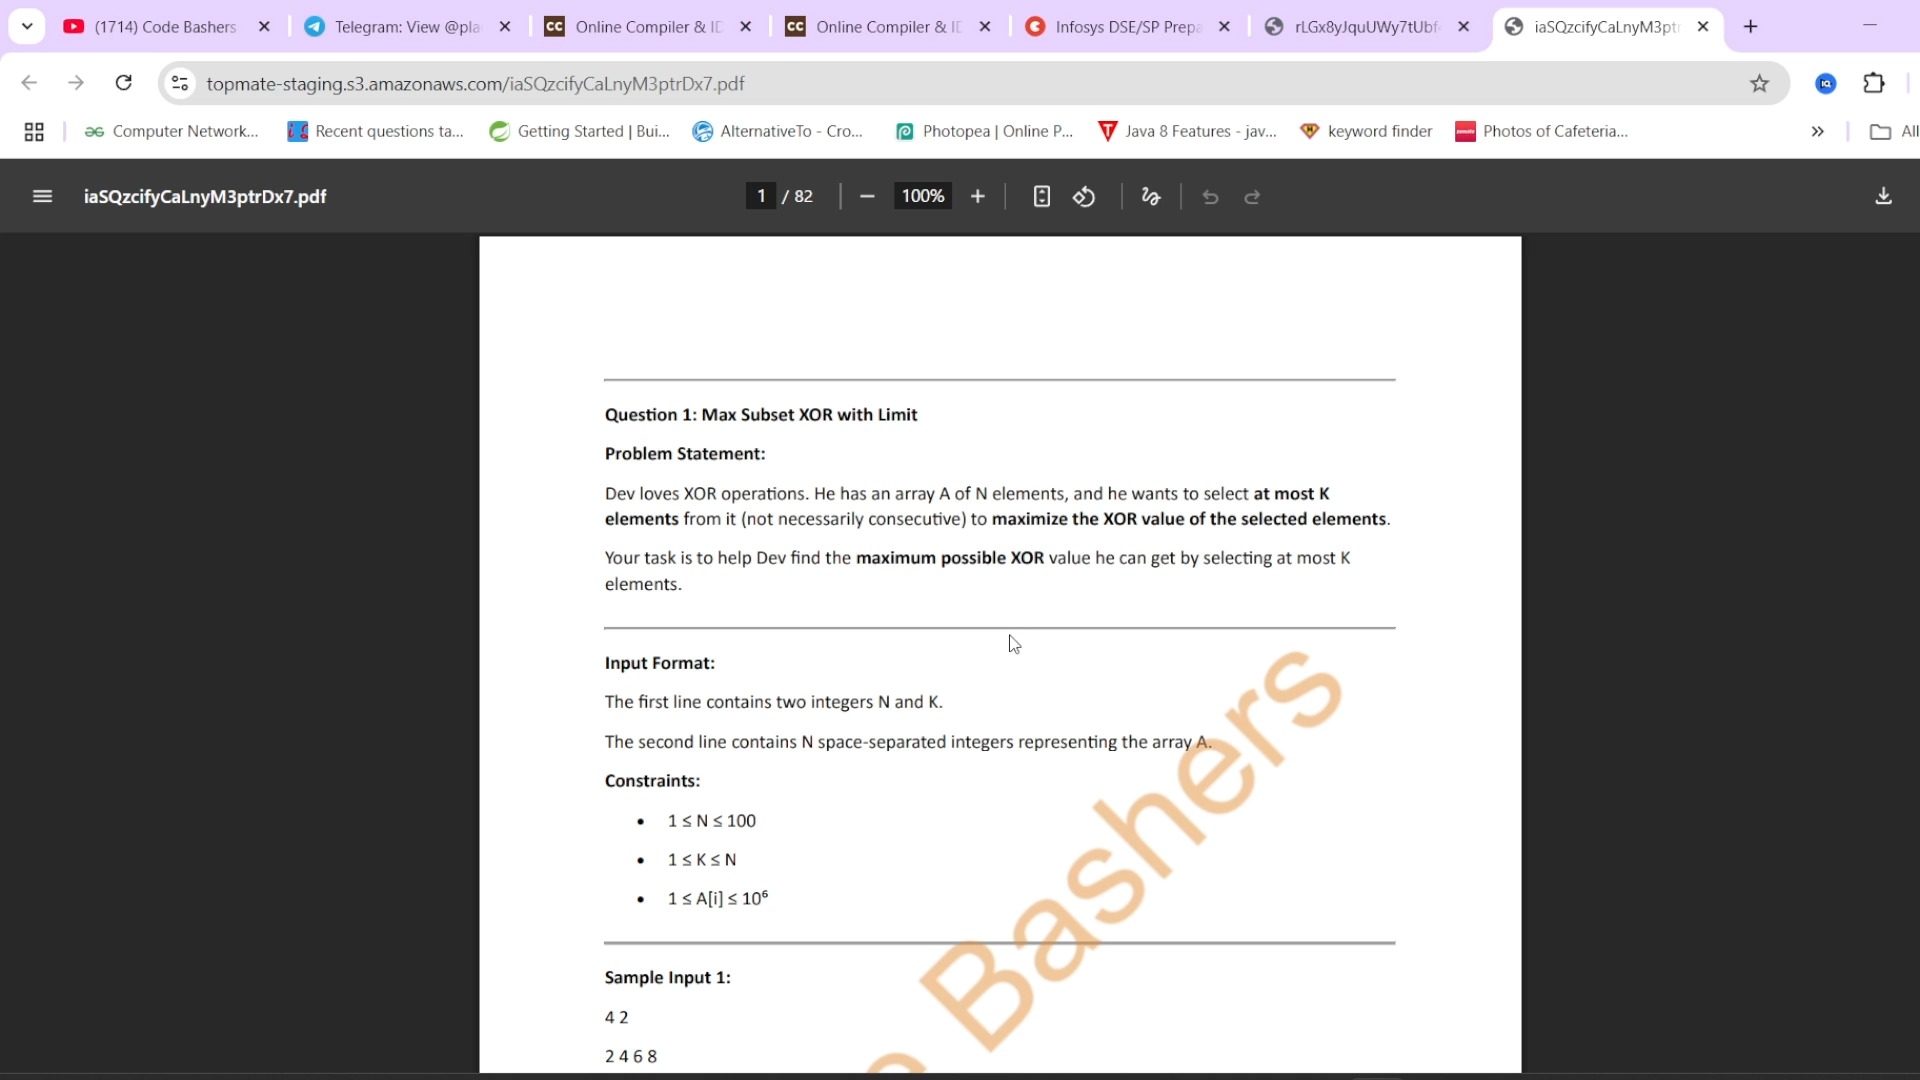 (1714) Code Bashers
Telegram: View @pla
Online Compiler & ID
Online Compiler & ID
Infosys DSE/SP Prepa
rLGx8yJquUWy7tUbf
iaSQzcifyCaLnyM3ptr
topmate-staging.s3.amazonaws.com/iaSQzcifyCaLnyM3ptrDx7.pdf
Computer Network...
Recent questions ta...
Getting Started | Bui...
AlternativeTo - Cro...
Photopea | Online P...
Java 8 Features - jav...
keyword finder
Photos of Cafeteria...
All
iaSQzcifyCaLnyM3ptrDx7.pdf
1 / 82
100%
Question 1: Max Subset XOR with Limit
Problem Statement:
Dev loves XOR operations. He has an array A of N elements, and he wants to select at most K
elements from it (not necessarily consecutive) to maximize the XOR value of the selected elements.
Your task is to help Dev find the maximum possible XOR value he can get by selecting at most K
elements.
Input Format:
The first line contains two integers N and K.
The second line contains N space-separated integers representing the array A.
Constraints:
• 1 ≤ N ≤ 100
• 1 ≤ K ≤ N
• 1 ≤ A[i] ≤ 10⁶
Sample Input 1:
4 2
2 4 6 8
Bashers